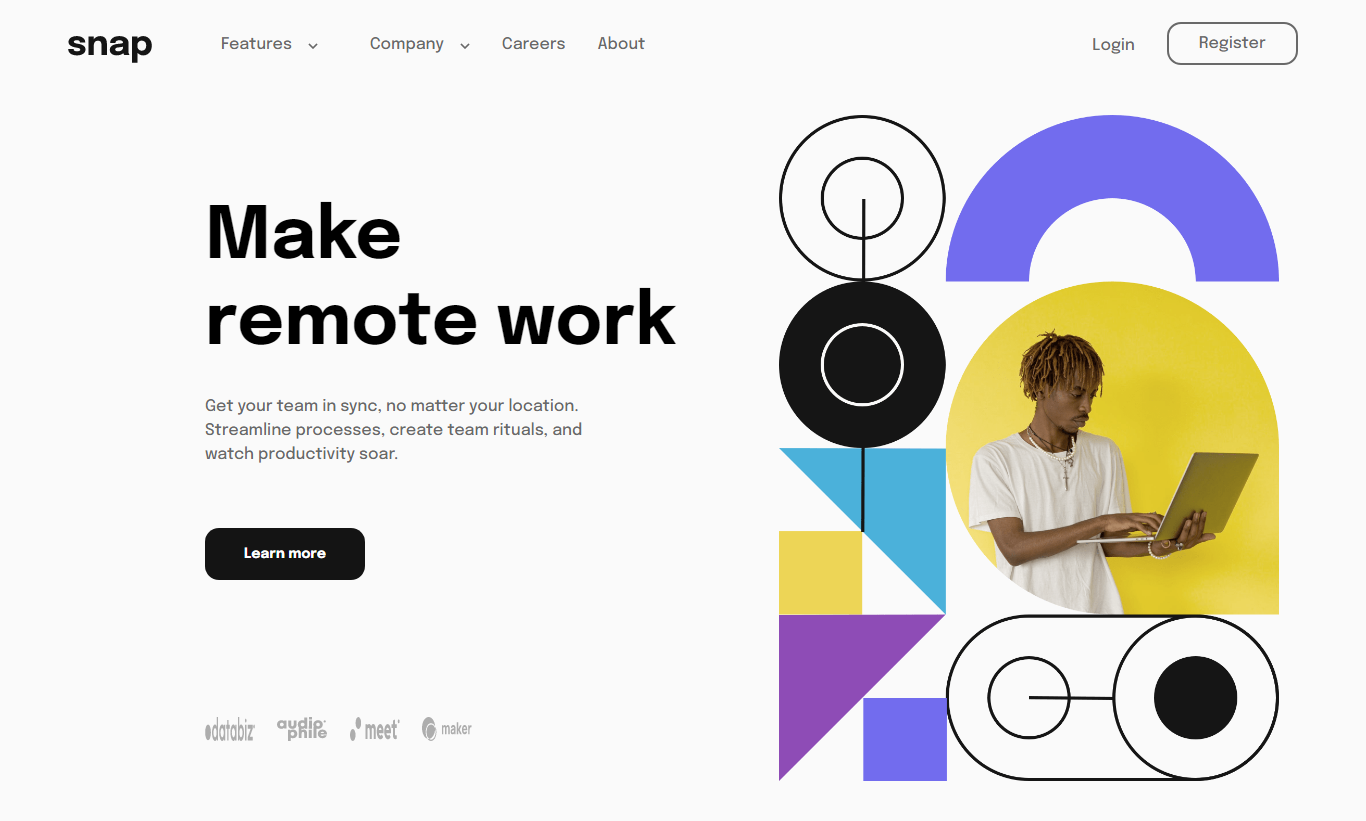 snap
Features
Company
Careers
About
Login
Register
Make
remote work
Get your team in sync, no matter your location.
Streamline processes, create team rituals, and
watch productivity soar.
Learn more
databiz
audiophile
meet
maker